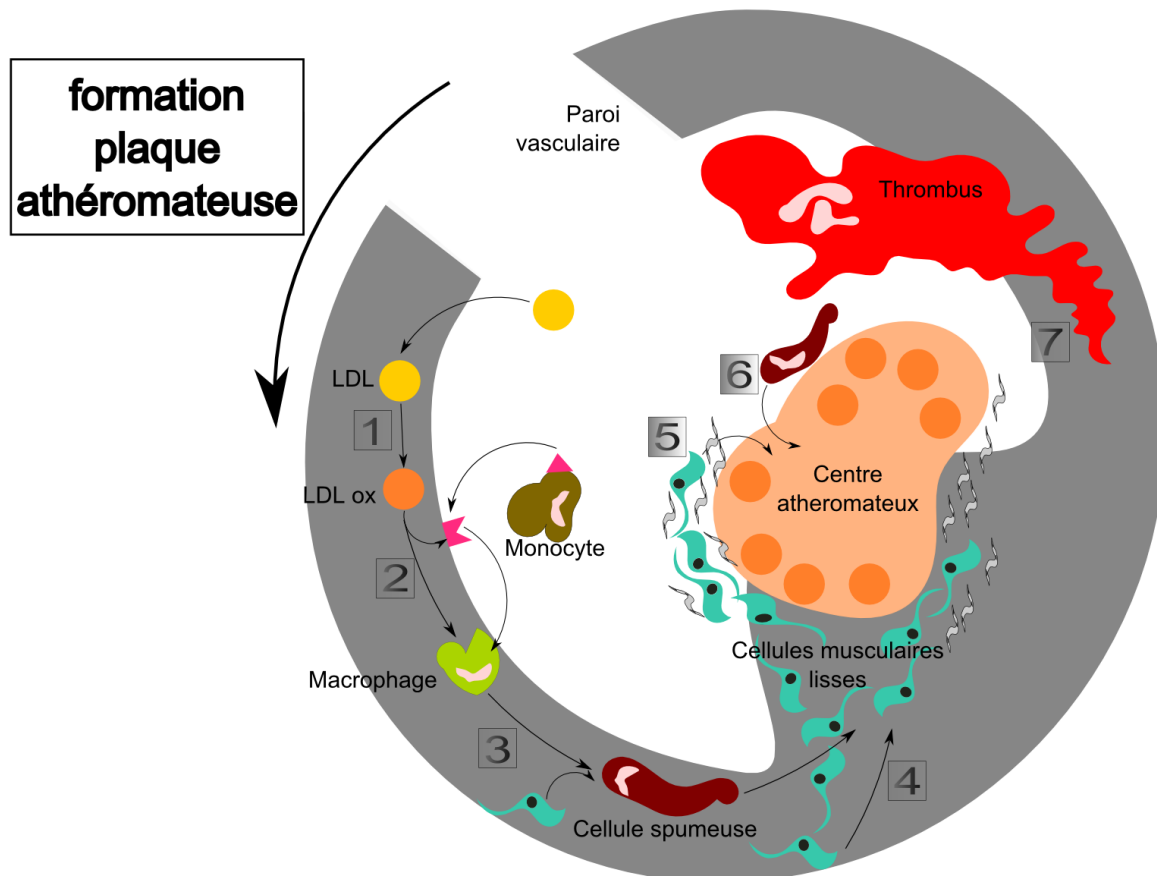 formation
plaque
athéromateuse
Paroi
vasculaire
Thrombus
LDL
1
LDL ox
Monocyte
2
Macrophage
3
Cellule spumeuse
4
Cellules musculaires
lisses
5
6
Centre
atheromateux
7